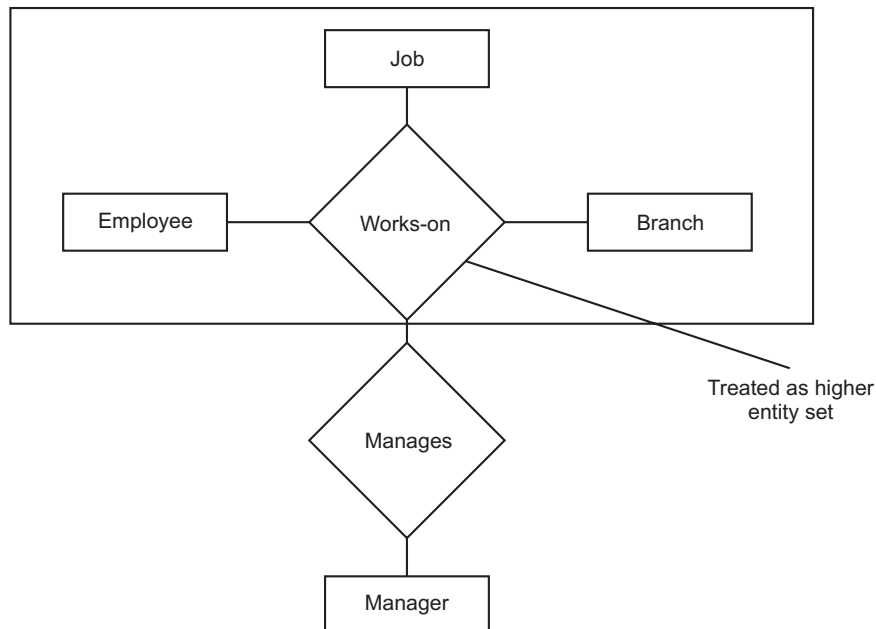 Job
Employee
Works-on
Branch
Treated as higher
entity set
Manages
Manager